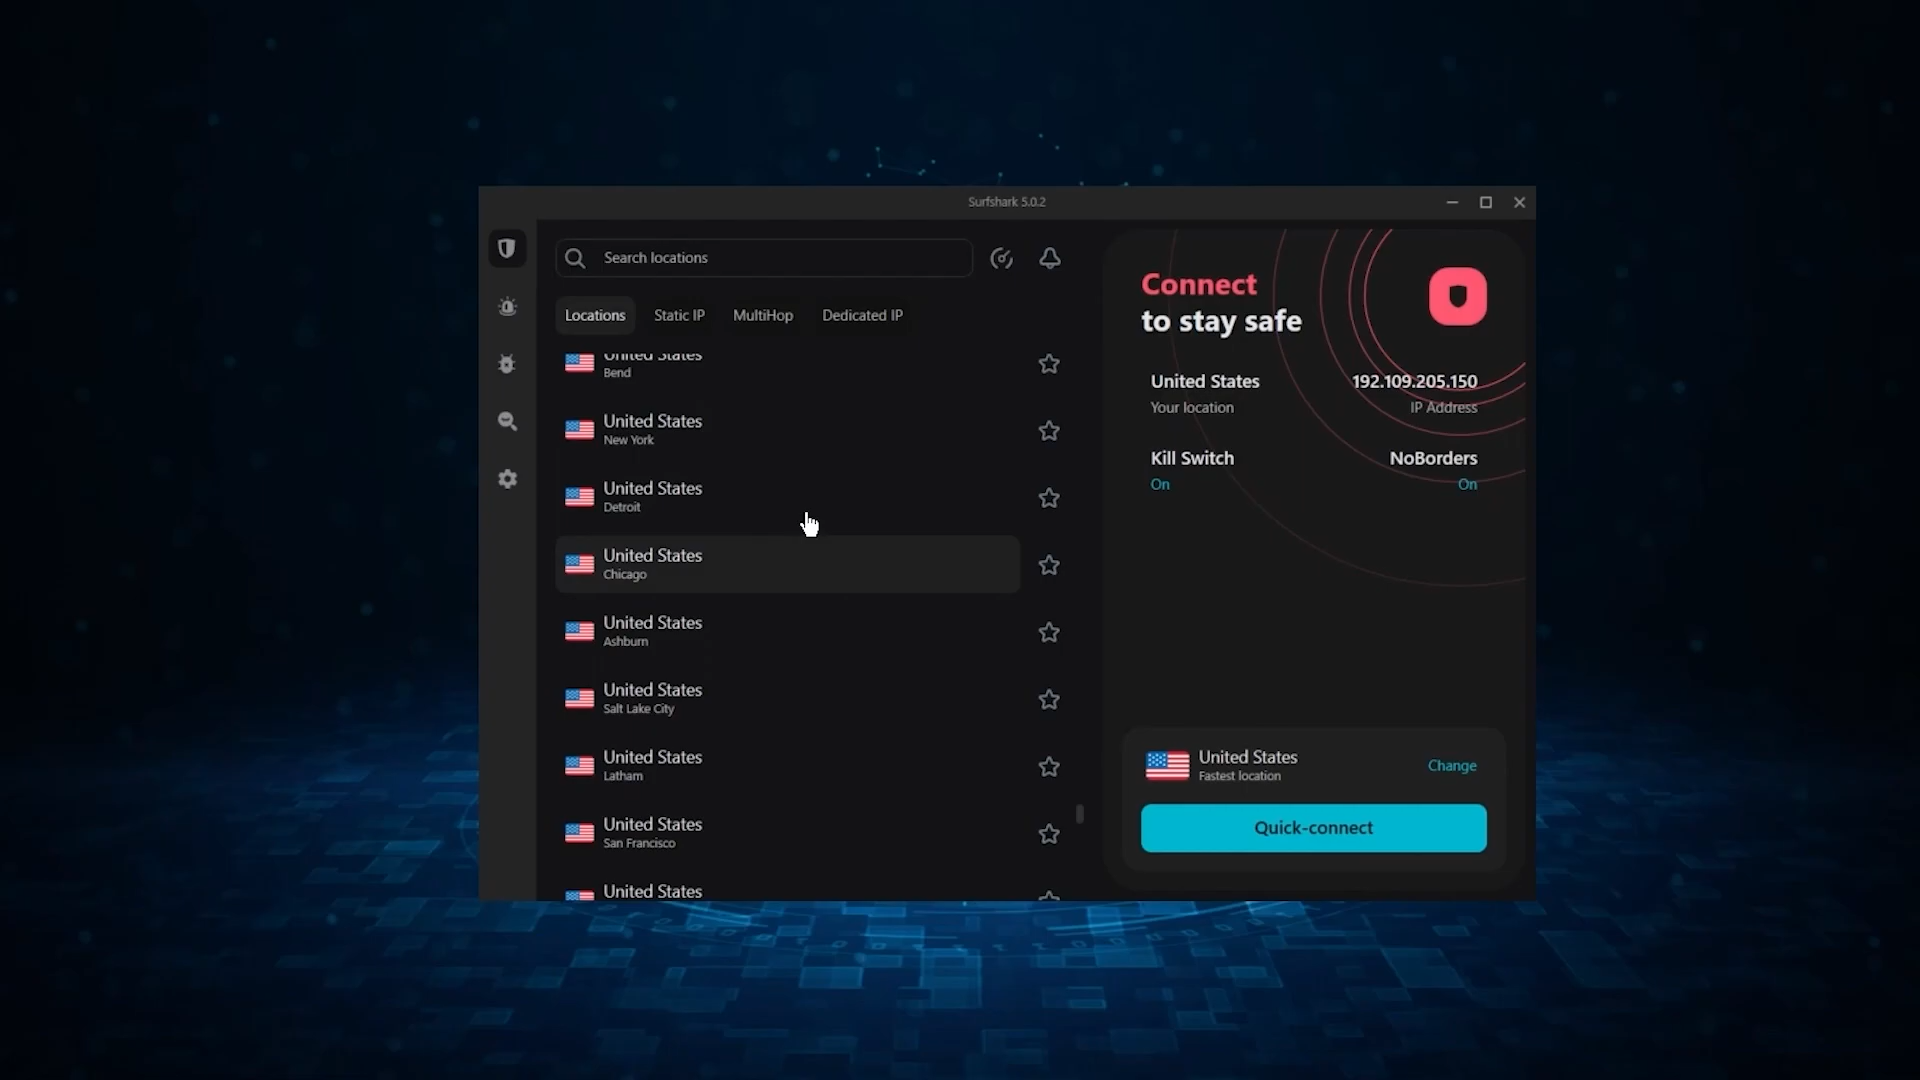 Surfshark 5.0.2
Search locations
Locations
Static IP
MultiHop
Dedicated IP
United States
Bend
United States
New York
United States
Detroit
United States
Chicago
United States
Ashburn
United States
Salt Lake City
United States
Latham
United States
San Francisco
United States
Connect
to stay safe
United States
192.109.205.150
Your location
IP Address
Kill Switch
NoBorders
On
On
United States
Fastest location
Change
Quick-connect